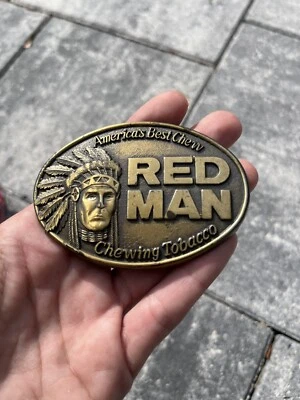 America's Best Chew
RED
MAN
Chewing Tobacco